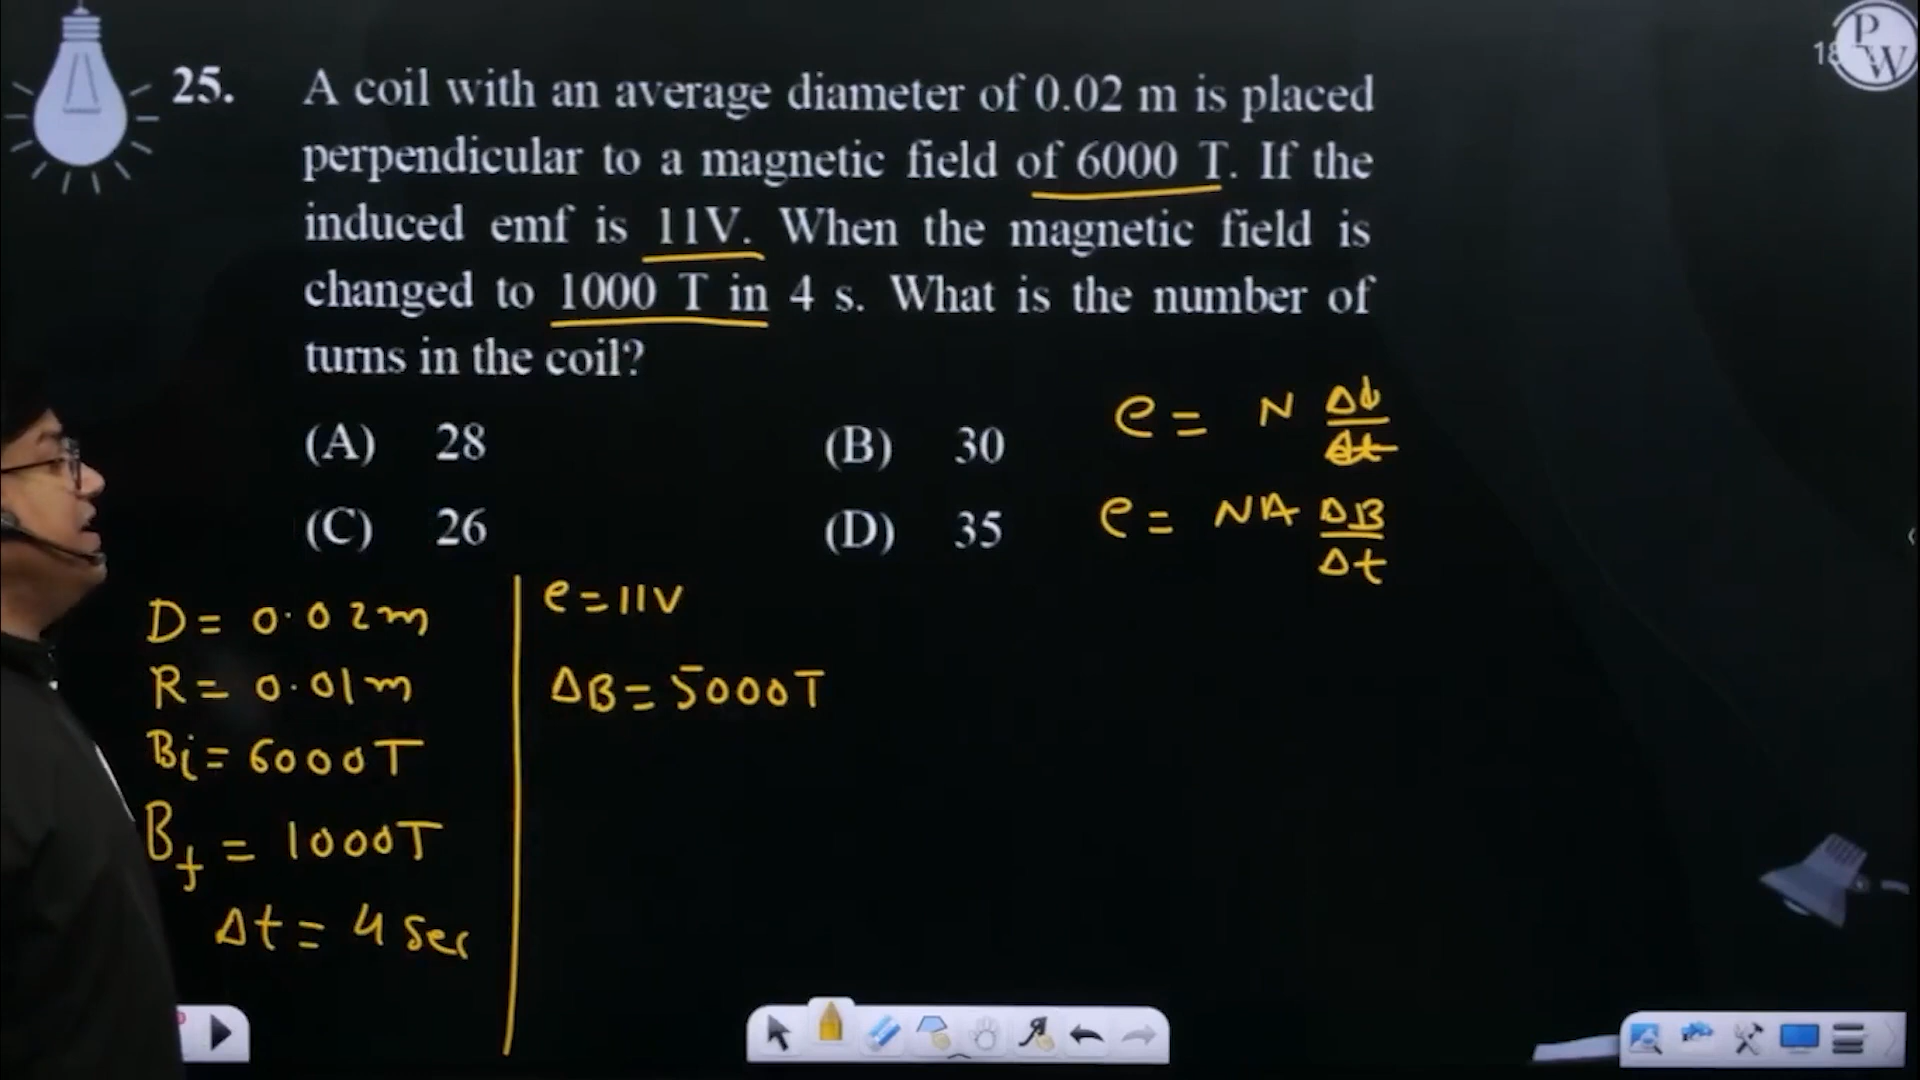 25. A coil with an average diameter of 0.02 m is placed
perpendicular to a magnetic field of 6000 T. If the
induced emf is 11V. When the magnetic field is
changed to 1000 T in 4 s. What is the number of
turns in the coil?
(A) 28 (B) 30
(C) 26 (D) 35
e = N Δϕ/Δt
e = NA ΔB/Δt
D = 0.02m
R = 0.01m
Bi = 6000T
Bf = 1000T
Δt = 4 sec
e = 11V
ΔB = 5000T
PW